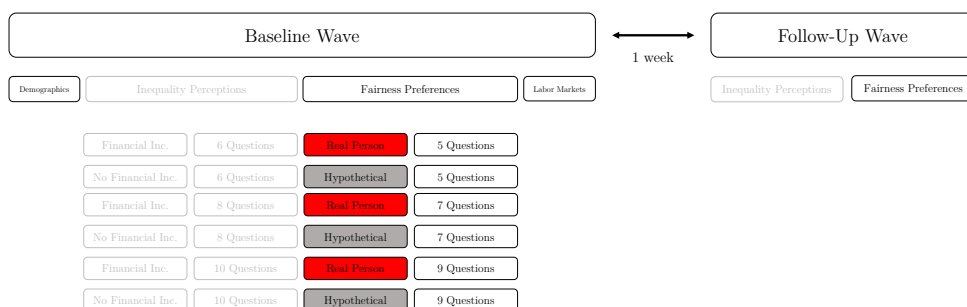 Baseline Wave
Follow-Up Wave
1 week
Demographics
Inequality Perceptions
Fairness Preferences
Labor Markets
Inequality Perceptions
Fairness Preferences
Financial Inc. 6 Questions Real Person 5 Questions
No Financial Inc. 6 Questions Hypothetical 5 Questions
Financial Inc. 8 Questions Real Person 7 Questions
No Financial Inc. 8 Questions Hypothetical 7 Questions
Financial Inc. 10 Questions Real Person 9 Questions
No Financial Inc. 10 Questions Hypothetical 9 Questions